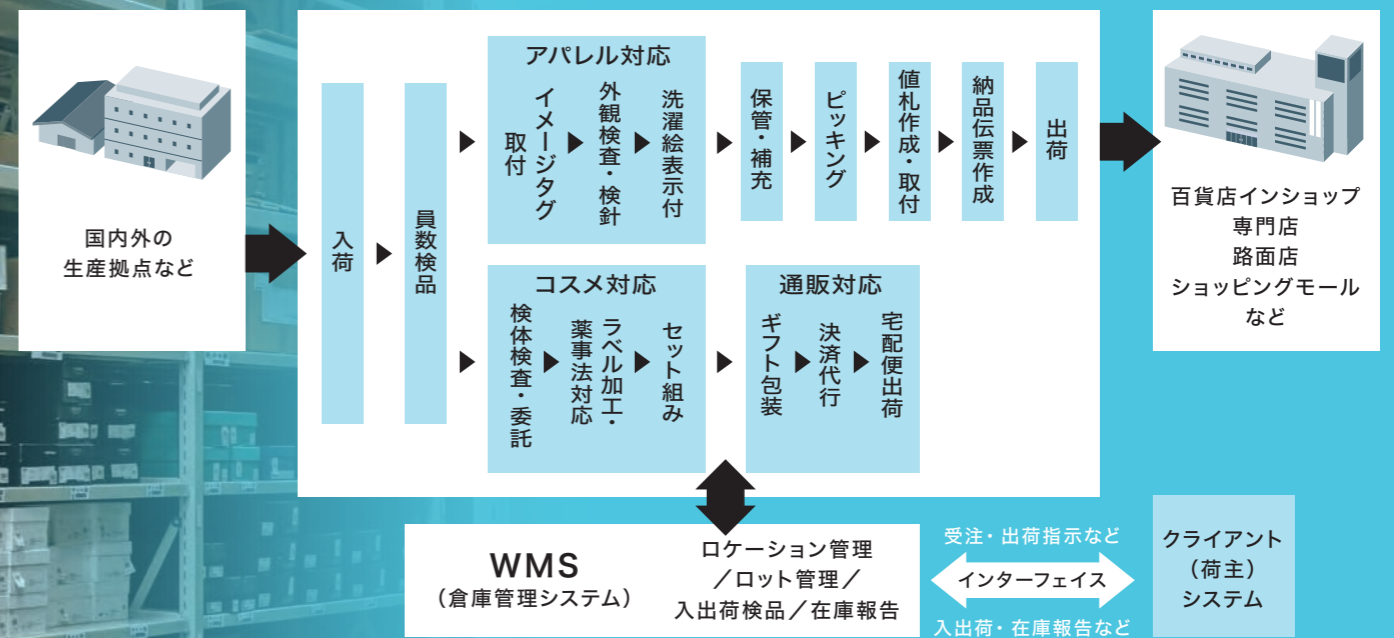 国内外の
生産拠点など
入荷
員数検品
アパレル対応
イメージタグ
取付
外観検査・検針
洗濯絵表示付
保管・補充
ピッキング
値札作成・取付
納品伝票作成
出荷
コスメ対応
検体検査・委託
ラベル加工・
薬事法対応
セット組み
通販対応
ギフト包装
決済代行
宅配便出荷
百貨店インショップ
専門店
路面店
ショッピングモール
など
WMS
（倉庫管理システム）
ロケーション管理
／ロット管理／
入出荷検品／在庫報告
受注・出荷指示など
インターフェイス
入出荷・在庫報告など
クライアント
（荷主）
システム